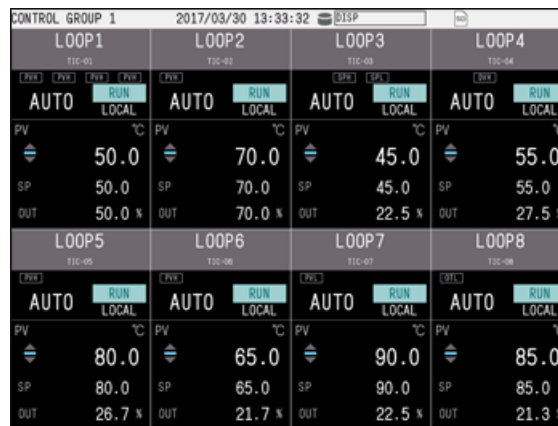 CONTROL GROUP 1 2017/03/30 13:33:32 DISP
LOOP1 LOOP2 LOOP3 LOOP4
TIC-01 TIC-02 TIC-03 TIC-04
PVH PVH PVH PVH PVH SPH SPL DVH
AUTO RUN AUTO RUN AUTO RUN AUTO RUN
LOCAL LOCAL LOCAL LOCAL
PV ℃ PV ℃ PV ℃ PV ℃
50.0 70.0 45.0 55.0
SP 50.0 SP 70.0 SP 45.0 SP 55.0
OUT 50.0 % OUT 70.0 % OUT 22.5 % OUT 27.5
LOOP5 LOOP6 LOOP7 LOOP8
TIC-05 TIC-06 TIC-07 TIC-08
PVH PVH PVL OTL
AUTO RUN AUTO RUN AUTO RUN AUTO RUN
LOCAL LOCAL LOCAL LOCAL
PV ℃ PV ℃ PV ℃ PV ℃
80.0 65.0 90.0 85.0
SP 80.0 SP 65.0 SP 90.0 SP 85.0
OUT 26.7 % OUT 21.7 % OUT 22.5 % OUT 21.3